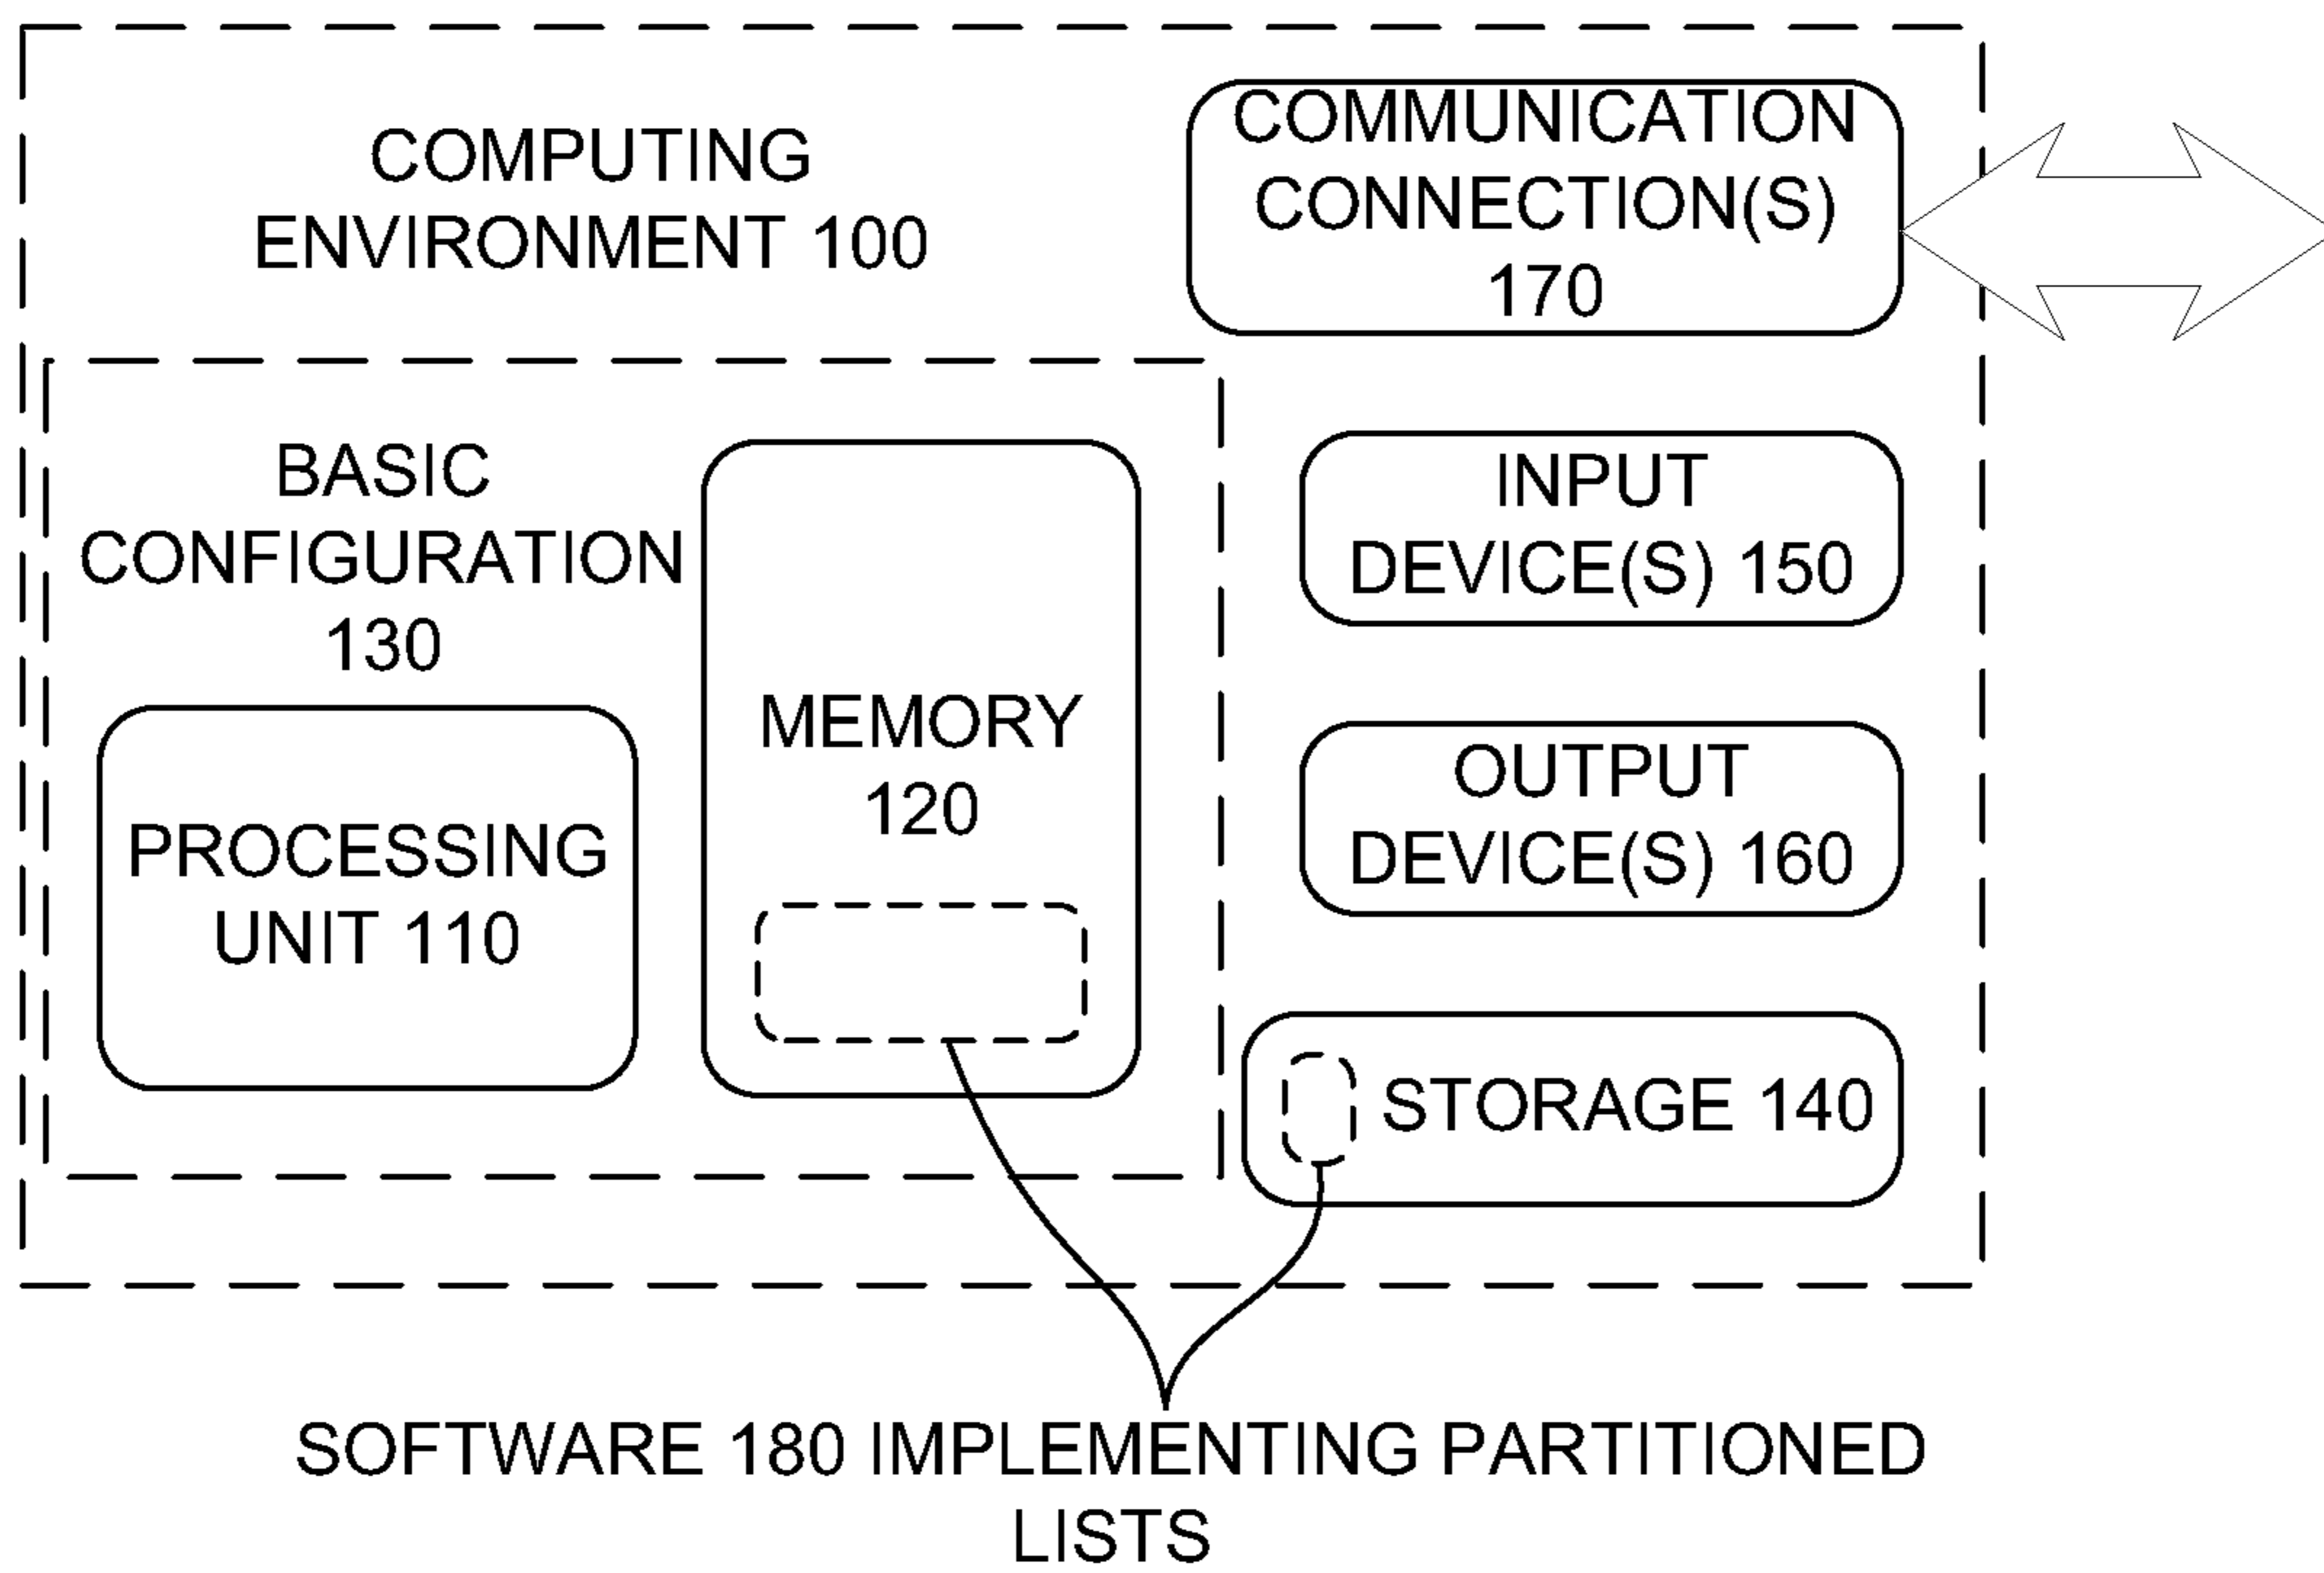 COMPUTING
ENVIRONMENT 100
COMMUNICATION
CONNECTION(S)
170
BASIC
CONFIGURATION
130
PROCESSING
UNIT 110
MEMORY
120
INPUT
DEVICE(S) 150
OUTPUT
DEVICE(S) 160
STORAGE 140
SOFTWARE 180 IMPLEMENTING PARTITIONED
LISTS